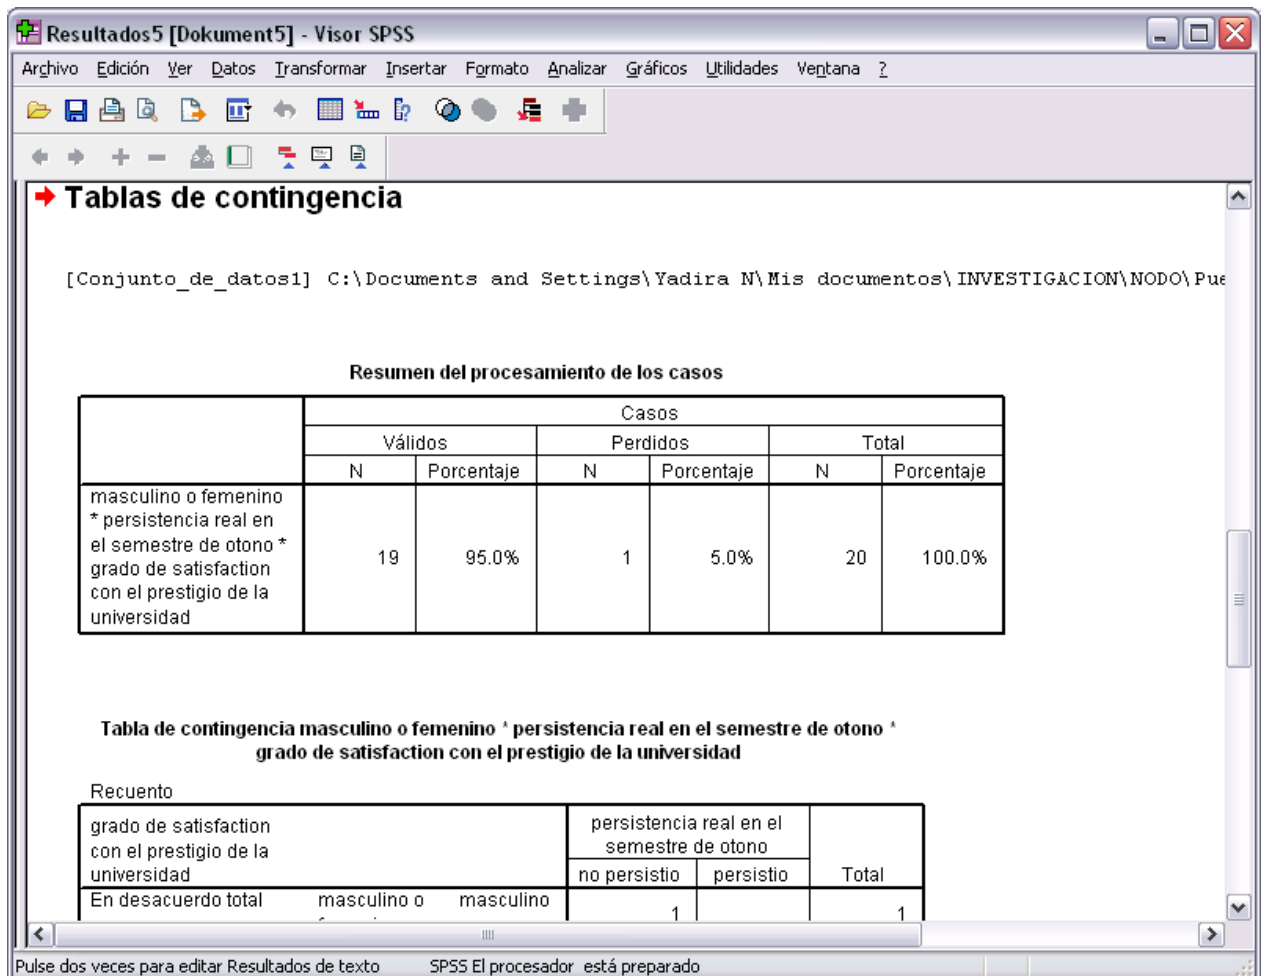 Resultados5 [Dokument5] - Visor SPSS
Archivo Edición Ver Datos Transformar Insertar Formato Analizar Gráficos Utilidades Ventana ?
Tablas de contingencia
[Conjunto_de_datos1] C:\Documents and Settings\Yadira N\Mis documentos\INVESTIGACION\NODO\Pue
Resumen del procesamiento de los casos
Casos
Válidos Perdidos Total
N Porcentaje N Porcentaje N Porcentaje
masculino o femenino
* persistencia real en
el semestre de otono *
grado de satisfaction
con el prestigio de la
universidad
19 95.0% 1 5.0% 20 100.0%
Tabla de contingencia masculino o femenino * persistencia real en el semestre de otono *
grado de satisfaction con el prestigio de la universidad
Recuento
grado de satisfaction
con el prestigio de la
universidad
persistencia real en el
semestre de otono
no persistio persistio Total
En desacuerdo total masculino o masculino 1 1
Pulse dos veces para editar Resultados de texto SPSS El procesador está preparado